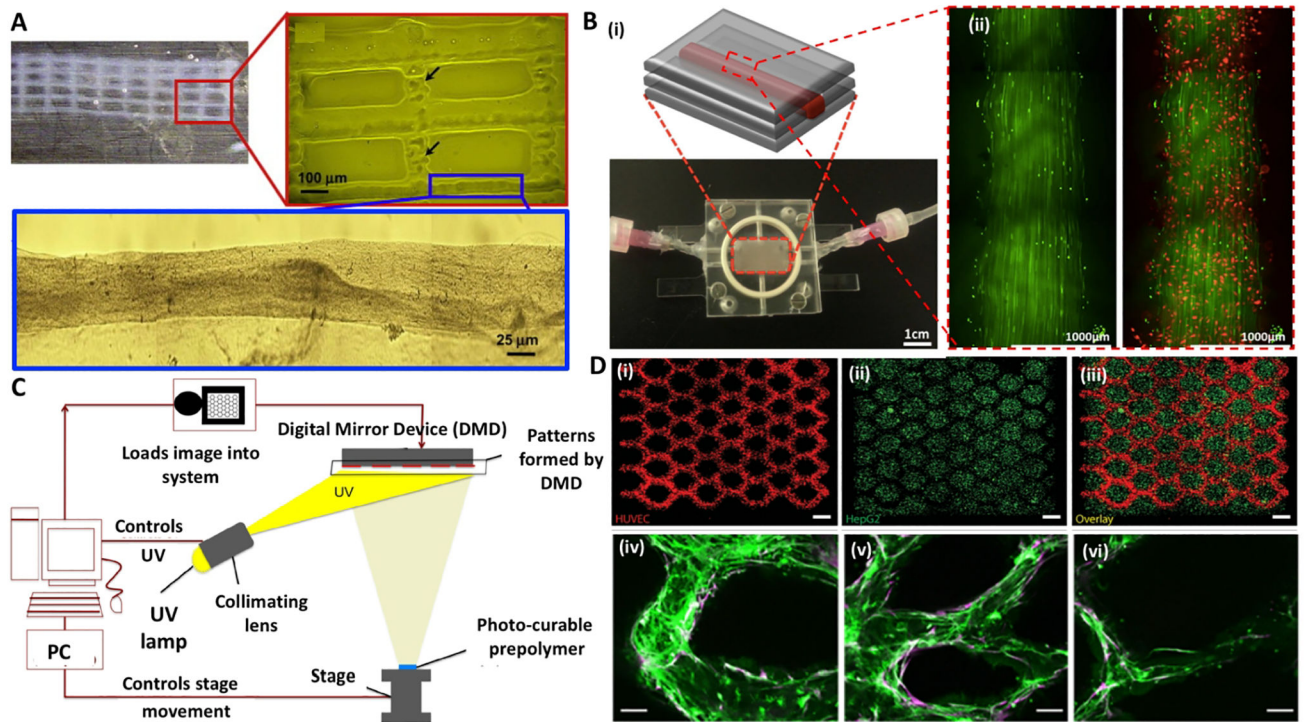 A
100 µm
25 µm
B
(i)
1cm
(ii)
1000µm
1000µm
C
Loads image into
system
Digital Mirror Device (DMD)
Patterns
formed by
DMD
UV
Controls
UV
UV
lamp
Collimating
lens
PC
Photo-curable
prepolymer
Stage
Controls stage
movement
D
(i)
HUVEC
(ii)
HepG2
(iii)
Overlay
(iv)
(v)
(vi)